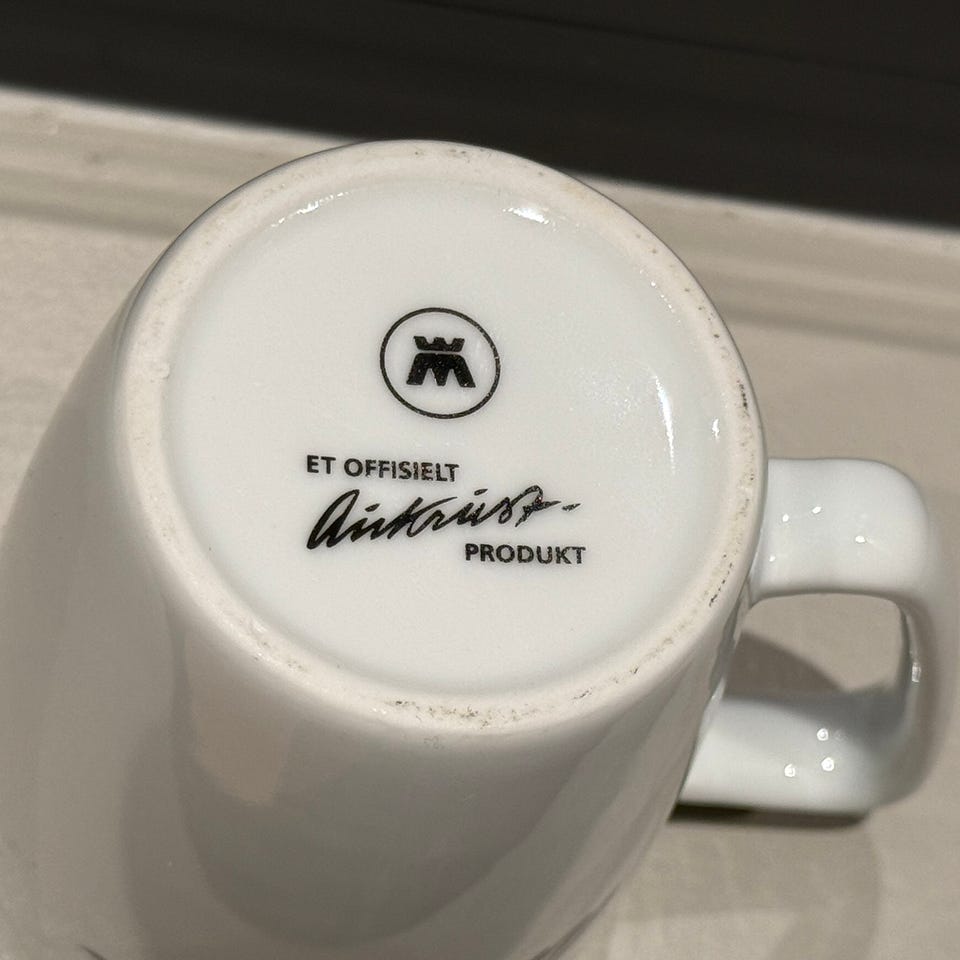 ET OFFISIELT
Aukrust-
PRODUKT